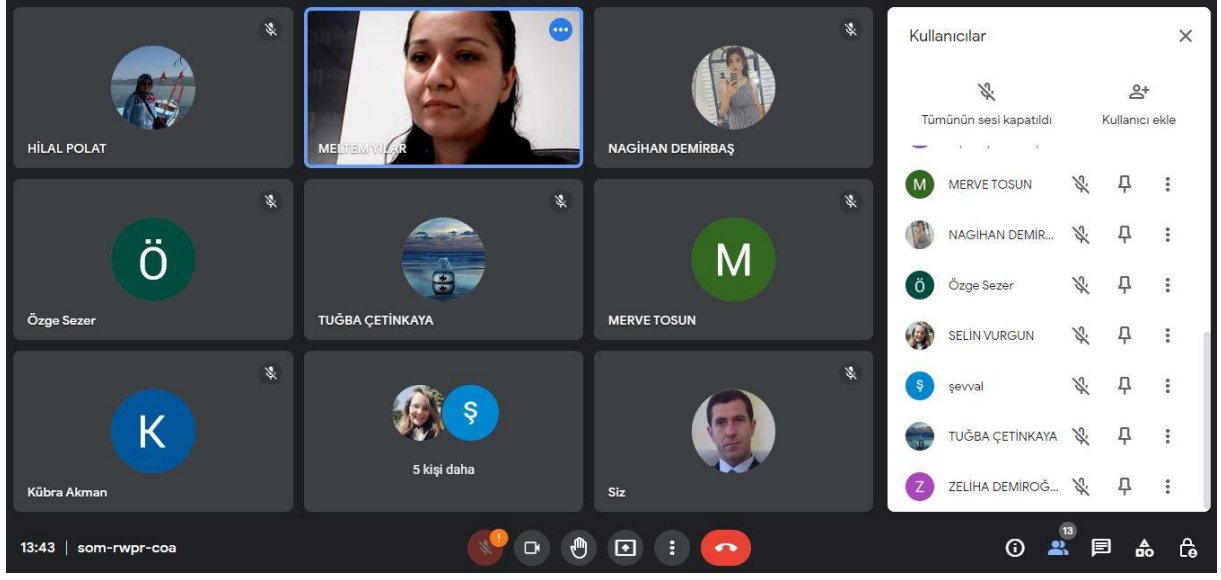 HİLAL POLAT
MELTEM YILAR
NAGİHAN DEMİRBAŞ
Ö
Özge Sezer
TUĞBA ÇETİNKAYA
M
MERVE TOSUN
K
Kübra Akman
Ş
5 kişi daha
Siz
Kullanıcılar
Tümünün sesi kapatıldı
Kullanıcı ekle
M MERVE TOSUN
NAGİHAN DEMİR...
Ö Özge Sezer
SELİN VURGUN
Ş şevval
TUĞBA ÇETİNKAYA
Z ZELİHA DEMİROĞ...
13:43 | som-rwpr-coa
!
13